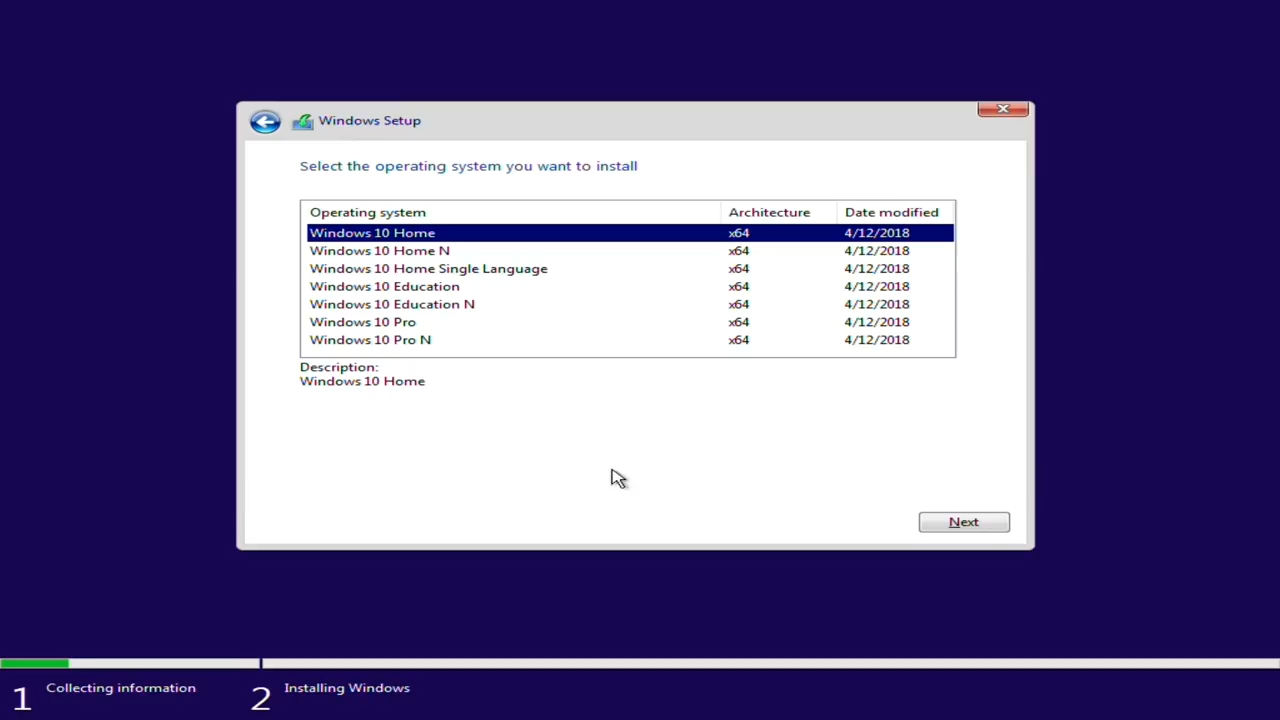 Windows Setup
Select the operating system you want to install
Operating system Architecture Date modified
Windows 10 Home x64 4/12/2018
Windows 10 Home N x64 4/12/2018
Windows 10 Home Single Language x64 4/12/2018
Windows 10 Education x64 4/12/2018
Windows 10 Education N x64 4/12/2018
Windows 10 Pro x64 4/12/2018
Windows 10 Pro N x64 4/12/2018
Description:
Windows 10 Home
Next
1 Collecting information 2 Installing Windows